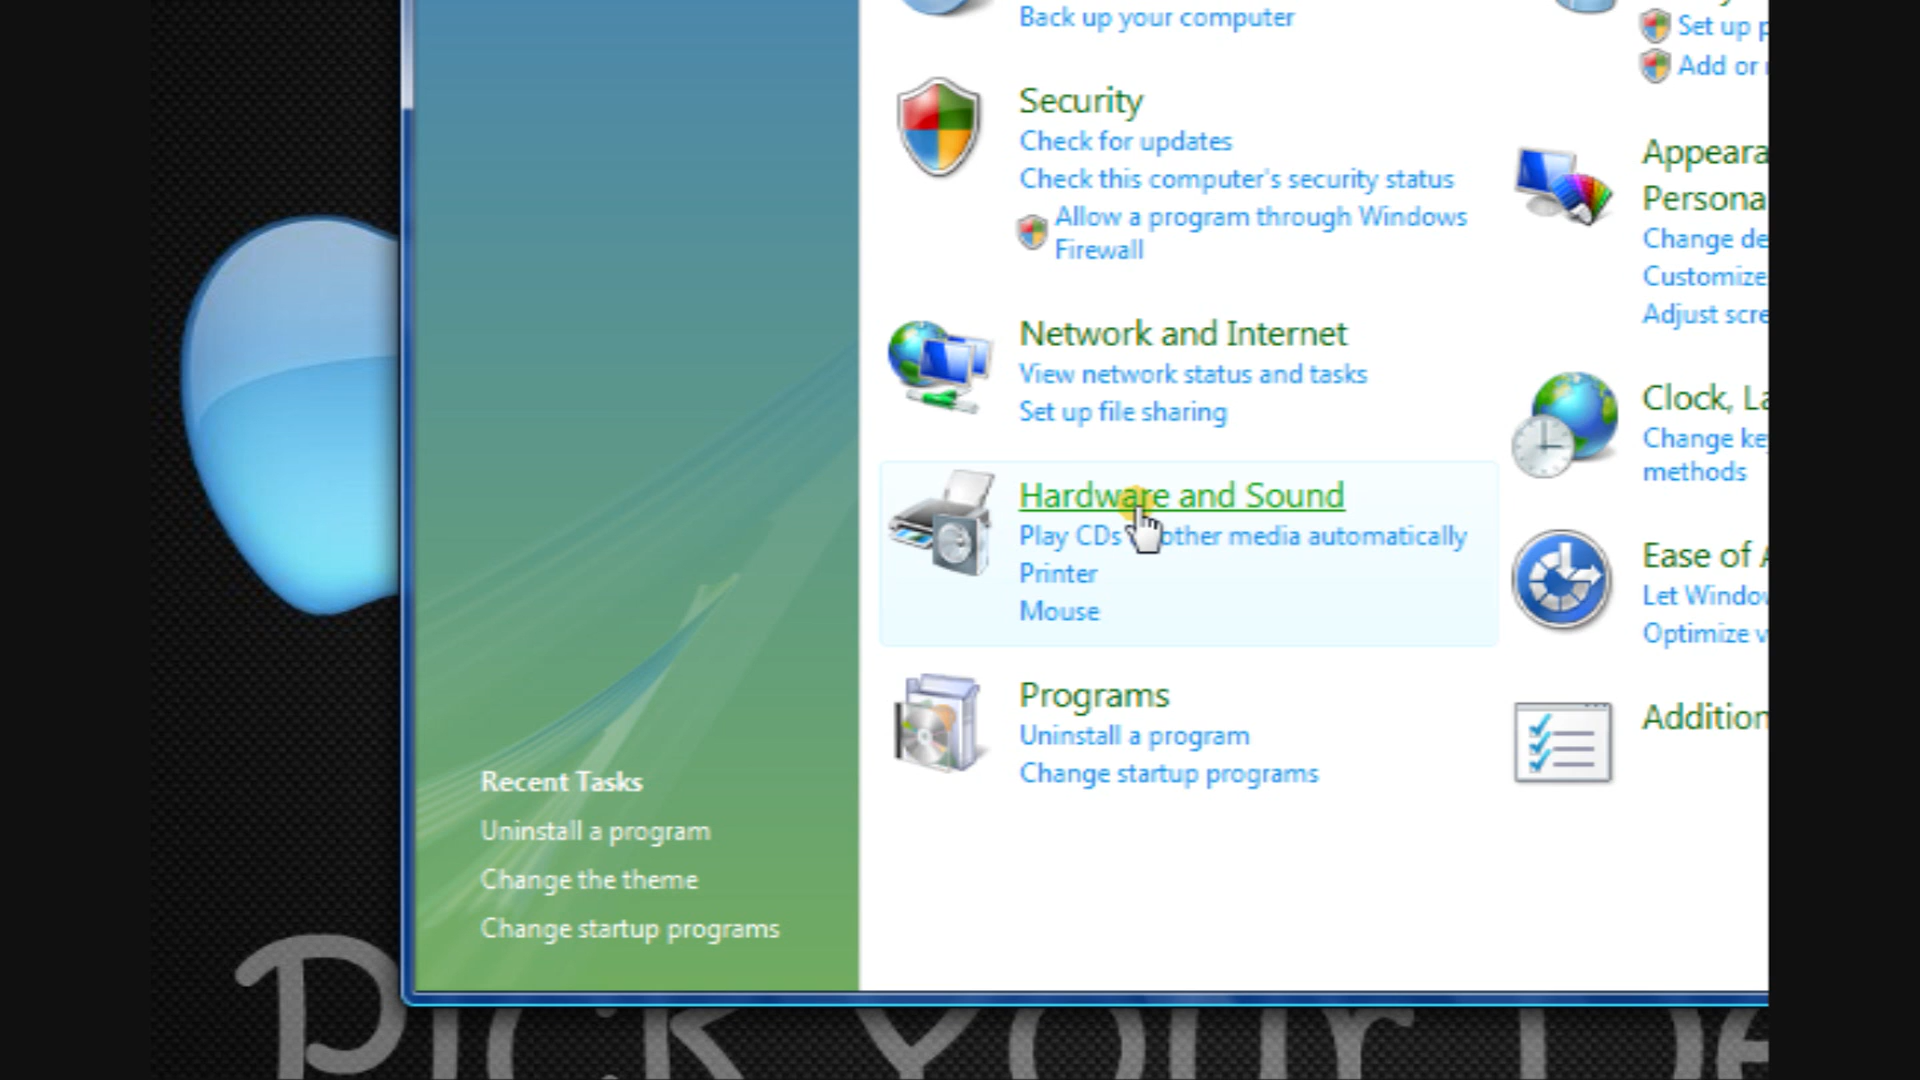 Back up your computer
Security
Check for updates
Check this computer's security status
Allow a program through Windows
Firewall
Network and Internet
View network status and tasks
Set up file sharing
Hardware and Sound
Play CDs other media automatically
Printer
Mouse
Programs
Uninstall a program
Change startup programs
Set up
Add or
Appeara
Persona
Change de
Customize
Adjust scre
Clock, La
Change ke
methods
Ease of
Let Window
Optimize
Addition
Recent Tasks
Uninstall a program
Change the theme
Change startup programs
Pick Your De